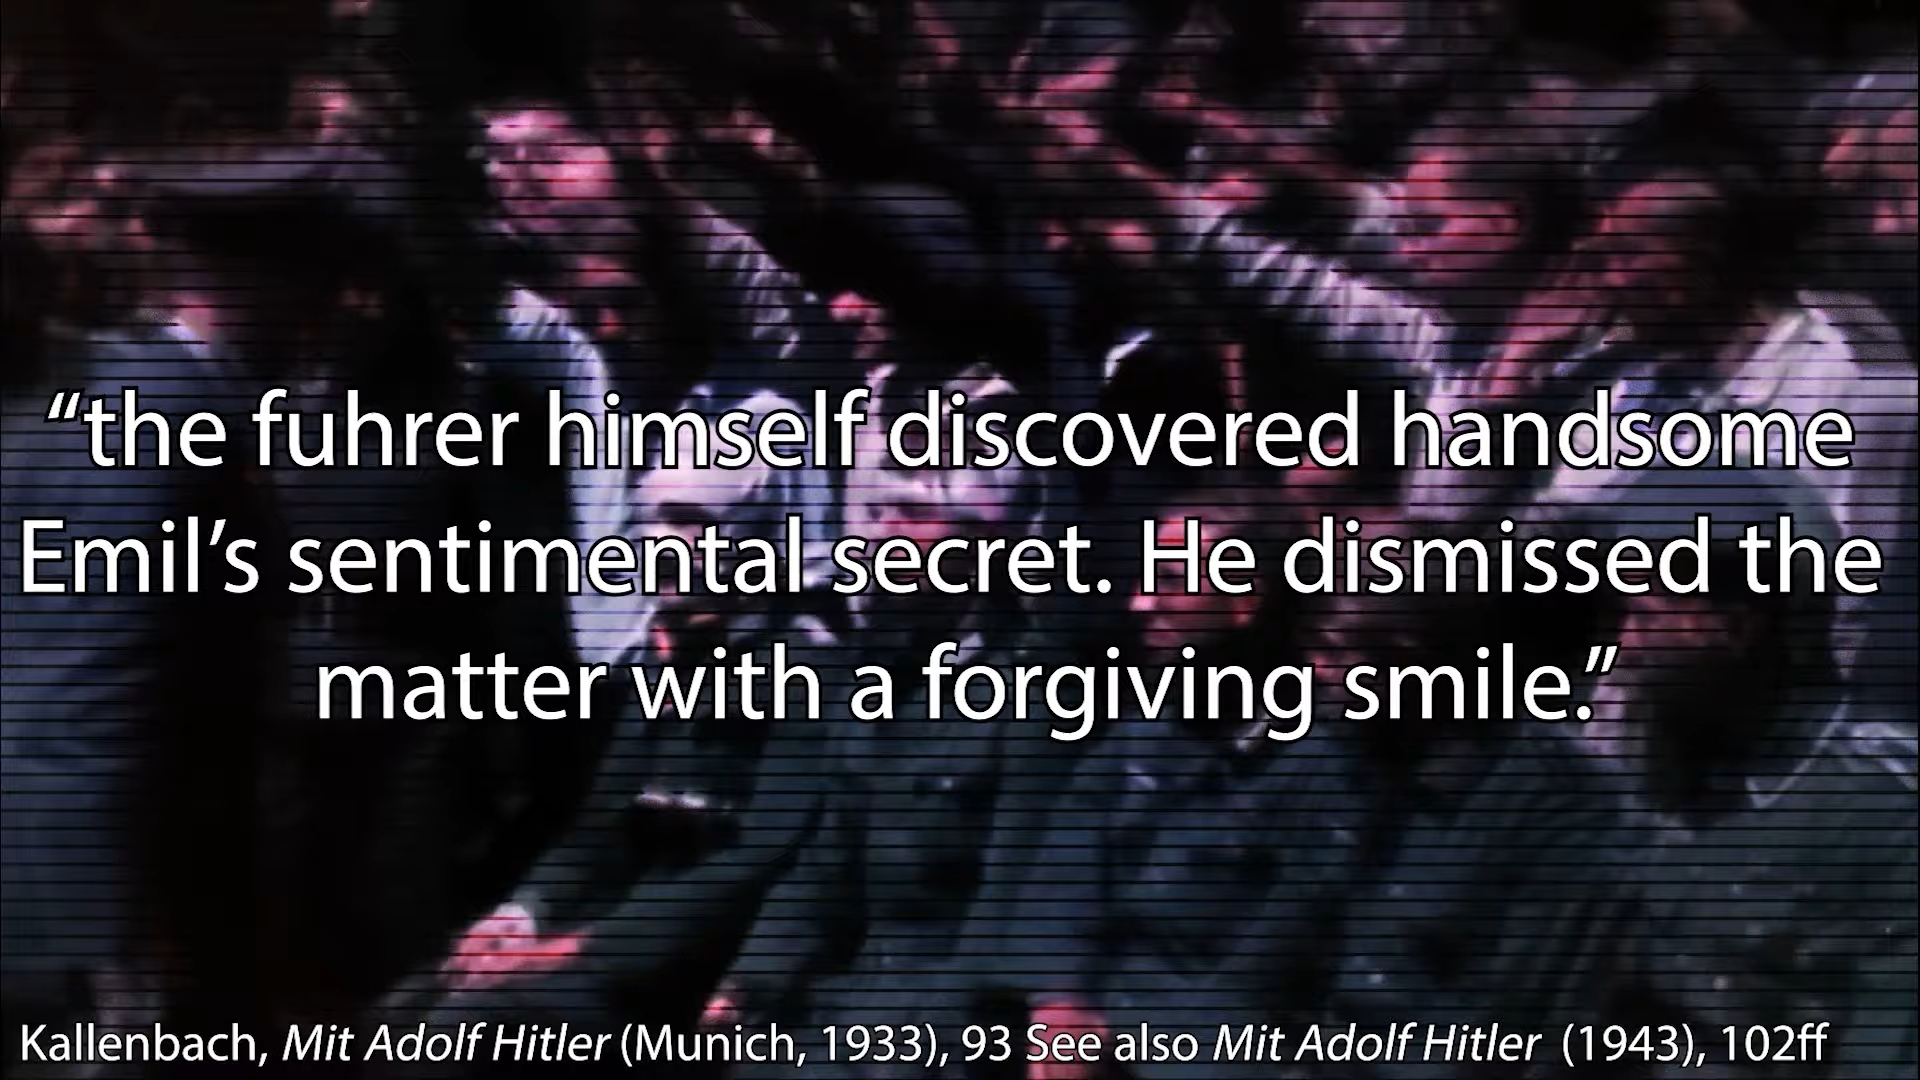 “the fuhrer himself discovered handsome
Emil’s sentimental secret. He dismissed the
matter with a forgiving smile.”
Kallenbach, Mit Adolf Hitler (Munich, 1933), 93 See also Mit Adolf Hitler (1943), 102ff